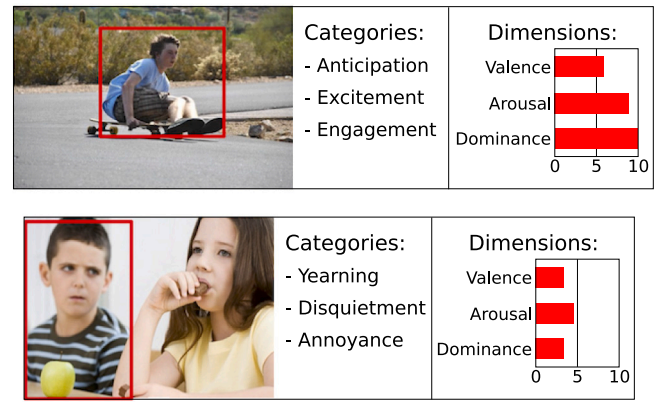 Categories:
- Anticipation
- Excitement
- Engagement
Dimensions:
Valence
Arousal
Dominance
0 5 10
Categories:
- Yearning
- Disquietment
- Annoyance
Dimensions:
Valence
Arousal
Dominance
0 5 10